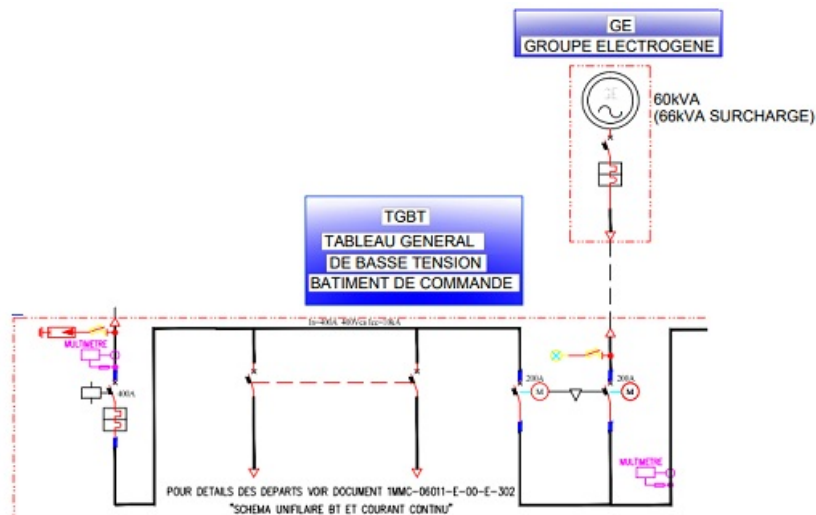 GE
GROUPE ELECTROGENE
60kVA
(66kVA SURCHARGE)
TGBT
TABLEAU GENERAL
DE BASSE TENSION
BATIMENT DE COMMANDE
MULTIMETRE
400A
200A
M
200A
M
MULTIMETRE
POUR DETAILS DES DEPARTS VOIR DOCUMENT 1MMC-06011-E-00-E-302
"SCHEMA UNIFILAIRE BT ET COURANT CONTINU"